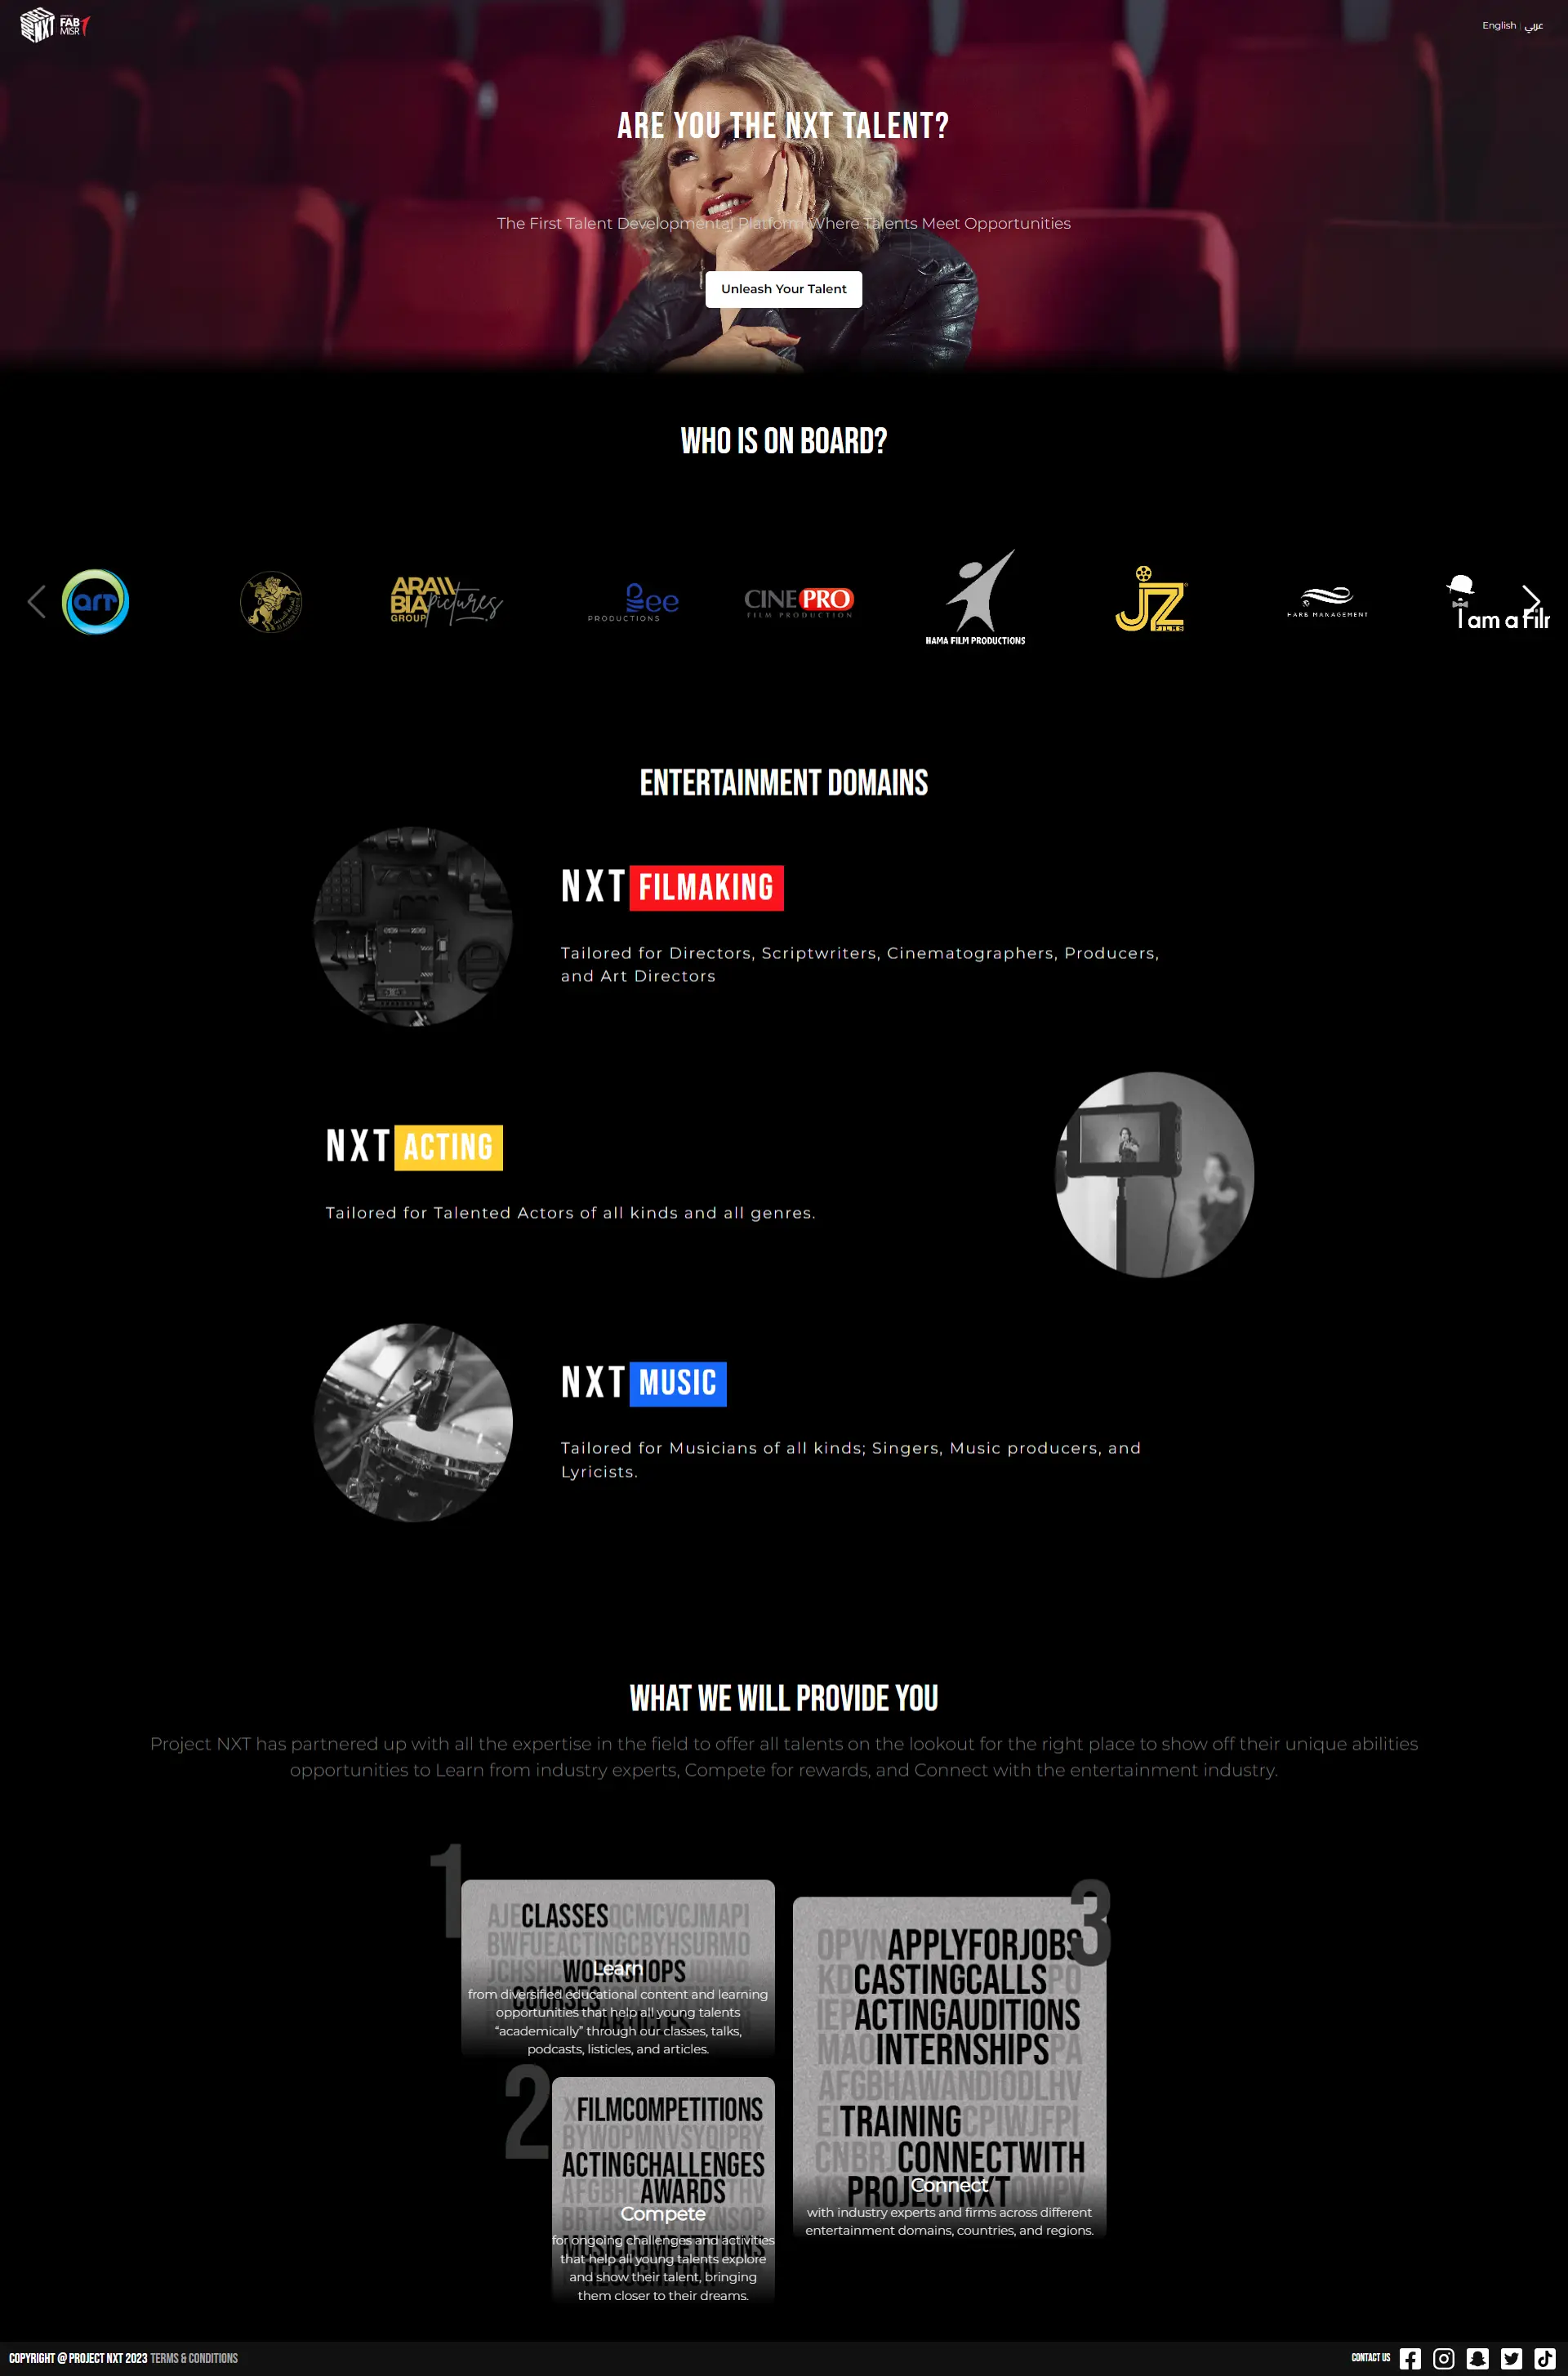 NXT
FAB
MISR
English | عربي
ARE YOU THE NXT TALENT?
The First Talent Developmental Platform Where Talents Meet Opportunities
Unleash Your Talent
WHO IS ON BOARD?
art
ARABIA
GROUP
Pictures.
Bee
PRODUCTIONS
CINE PRO
FILM PRODUCTION
HAMA FILM PRODUCTIONS
JZ
FILMS
HARB MANAGEMENT
I am a Fil
ENTERTAINMENT DOMAINS
NXT FILMAKING
Tailored for Directors, Scriptwriters, Cinematographers, Producers,
and Art Directors
NXT ACTING
Tailored for Talented Actors of all kinds and all genres.
NXT MUSIC
Tailored for Musicians of all kinds; Singers, Music producers, and
Lyricists.
WHAT WE WILL PROVIDE YOU
Project NXT has partnered up with all the expertise in the field to offer all talents on the lookout for the right place to show off their unique abilities
opportunities to Learn from industry experts, Compete for rewards, and Connect with the entertainment industry.
1
AJECLASSESQCMCVCJMAPI
BWFUEACTINGCBYHSURMO
JCHSHCWORKSHOPS
COURSES
ARTICLES
Learn
from diversified educational content and learning
opportunities that help all young talents
“academically” through our classes, talks,
podcasts, listicles, and articles.
2
XFILMCOMPETITIONS
BYWOPMNVSYQIPRY
ACTINGCHALLENGES
AFGBHEAWARDSTHV
MUSICCOMPETITIONS
RECOGNITION
Compete
for ongoing challenges and activities
that help all young talents explore
and show their talent, bringing
them closer to their dreams.
3
OPVNAPPLYFORJOBS
KDCASTINGCALLSPQ
IEPACTINGAUDITIONS
MAOINTERNSHIPSPA
AFGBHAWANDIODLHV
EITRAININGCPIWJFPI
CNBRJCONNECTWITH
PROJECTNXT
Connect
with industry experts and firms across different
entertainment domains, countries, and regions.
COPYRIGHT @ PROJECT NXT 2023 TERMS & CONDITIONS
CONTACT US